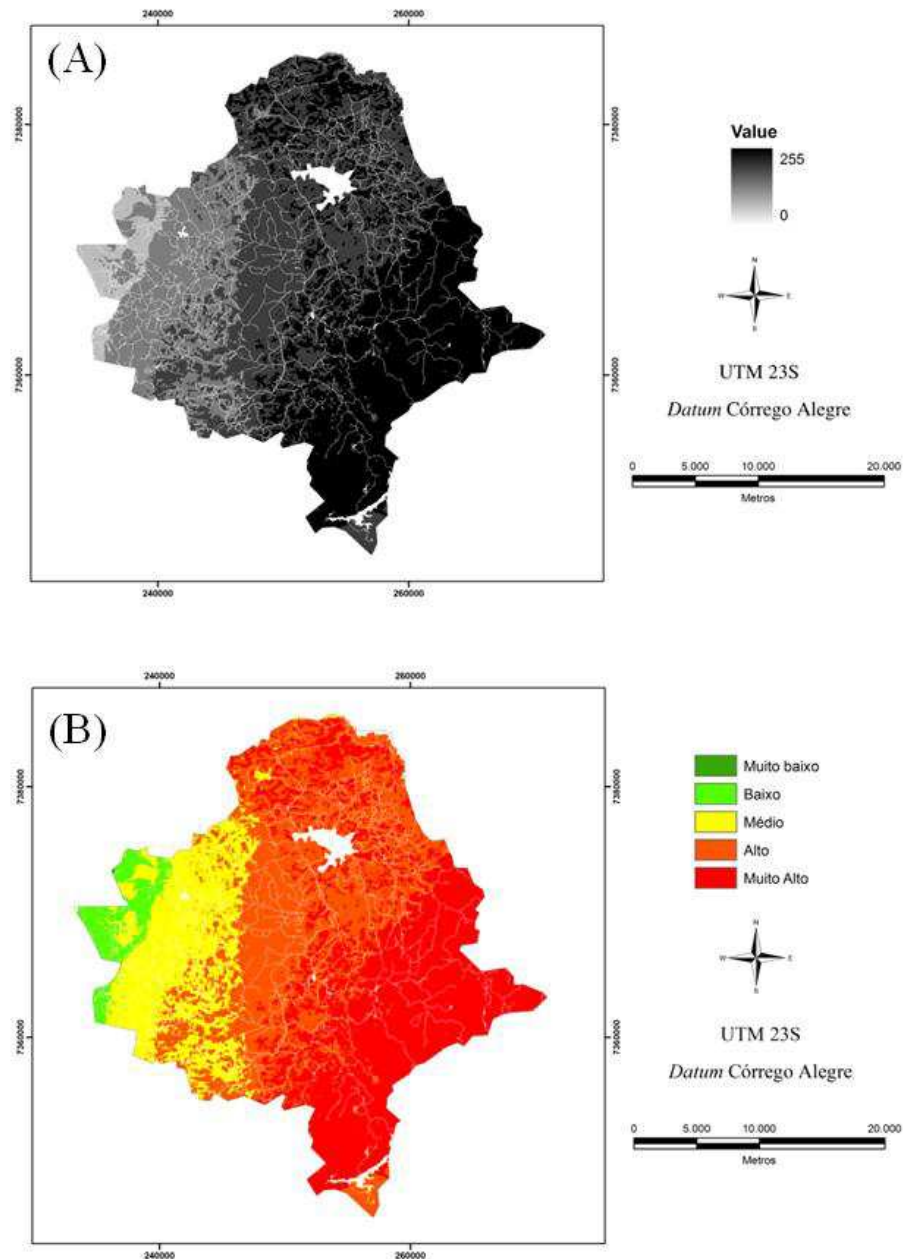 240000 260000
(A)
7380000
7360000
240000 260000
Value
255
0
N
W E
S
UTM 23S
Datum Córrego Alegre
0 5.000 10.000 20.000
Metros
240000 260000
(B)
7380000
7360000
240000 260000
Muito baixo
Baixo
Médio
Alto
Muito Alto
N
W E
S
UTM 23S
Datum Córrego Alegre
0 5.000 10.000 20.000
Metros